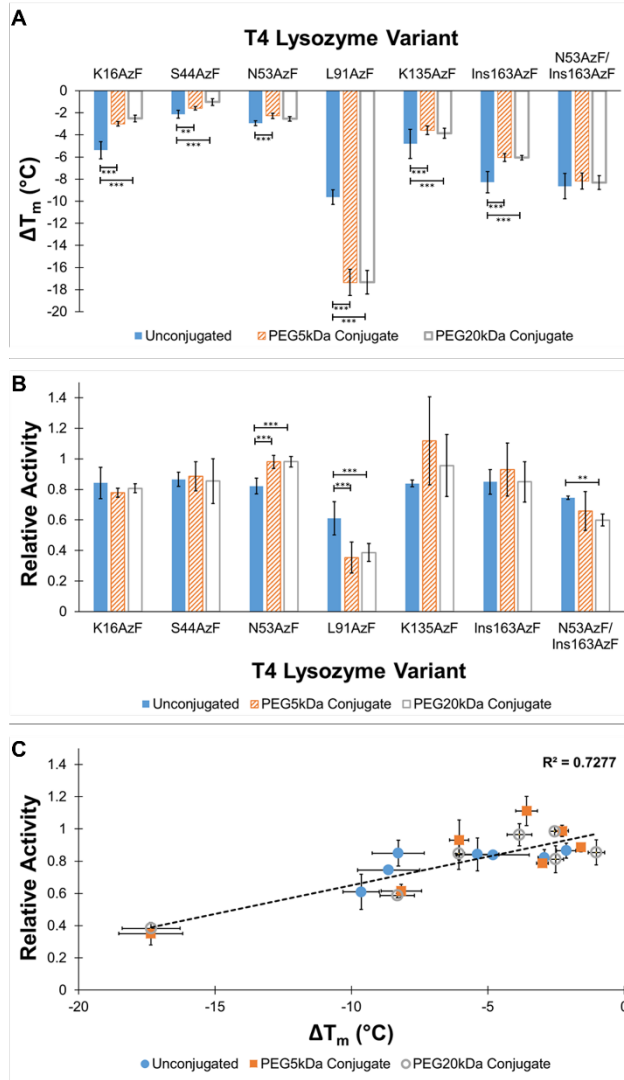 A
T4 Lysozyme Variant
K16AzF S44AzF N53AzF L91AzF K135AzF Ins163AzF N53AzF/
Ins163AzF
0
-2
-4
-6
-8
-10
-12
-14
-16
-18
-20
ΔTm (°C)
*** ** *** *** *** ***
*** *** *** *** ***
Unconjugated PEG5kDa Conjugate PEG20kDa Conjugate
B
1.4
1.2
1
0.8
0.6
0.4
0.2
0
Relative Activity
*** *** **
*** ***
K16AzF S44AzF N53AzF L91AzF K135AzF Ins163AzF N53AzF/
Ins163AzF
T4 Lysozyme Variant
Unconjugated PEG5kDa Conjugate PEG20kDa Conjugate
C
R² = 0.7277
1.4
1.2
1
0.8
0.6
0.4
0.2
0
Relative Activity
-20 -15 -10 -5 0
ΔTm (°C)
Unconjugated PEG5kDa Conjugate PEG20kDa Conjugate